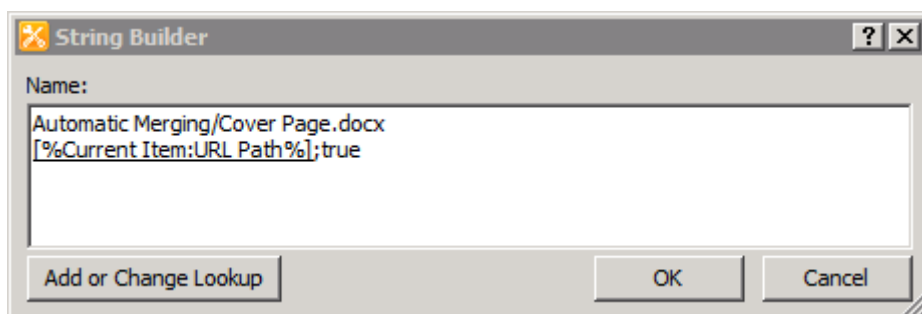 String Builder
Name:
Automatic Merging/Cover Page.docx
[%Current Item:URL Path%];true
Add or Change Lookup
OK
Cancel